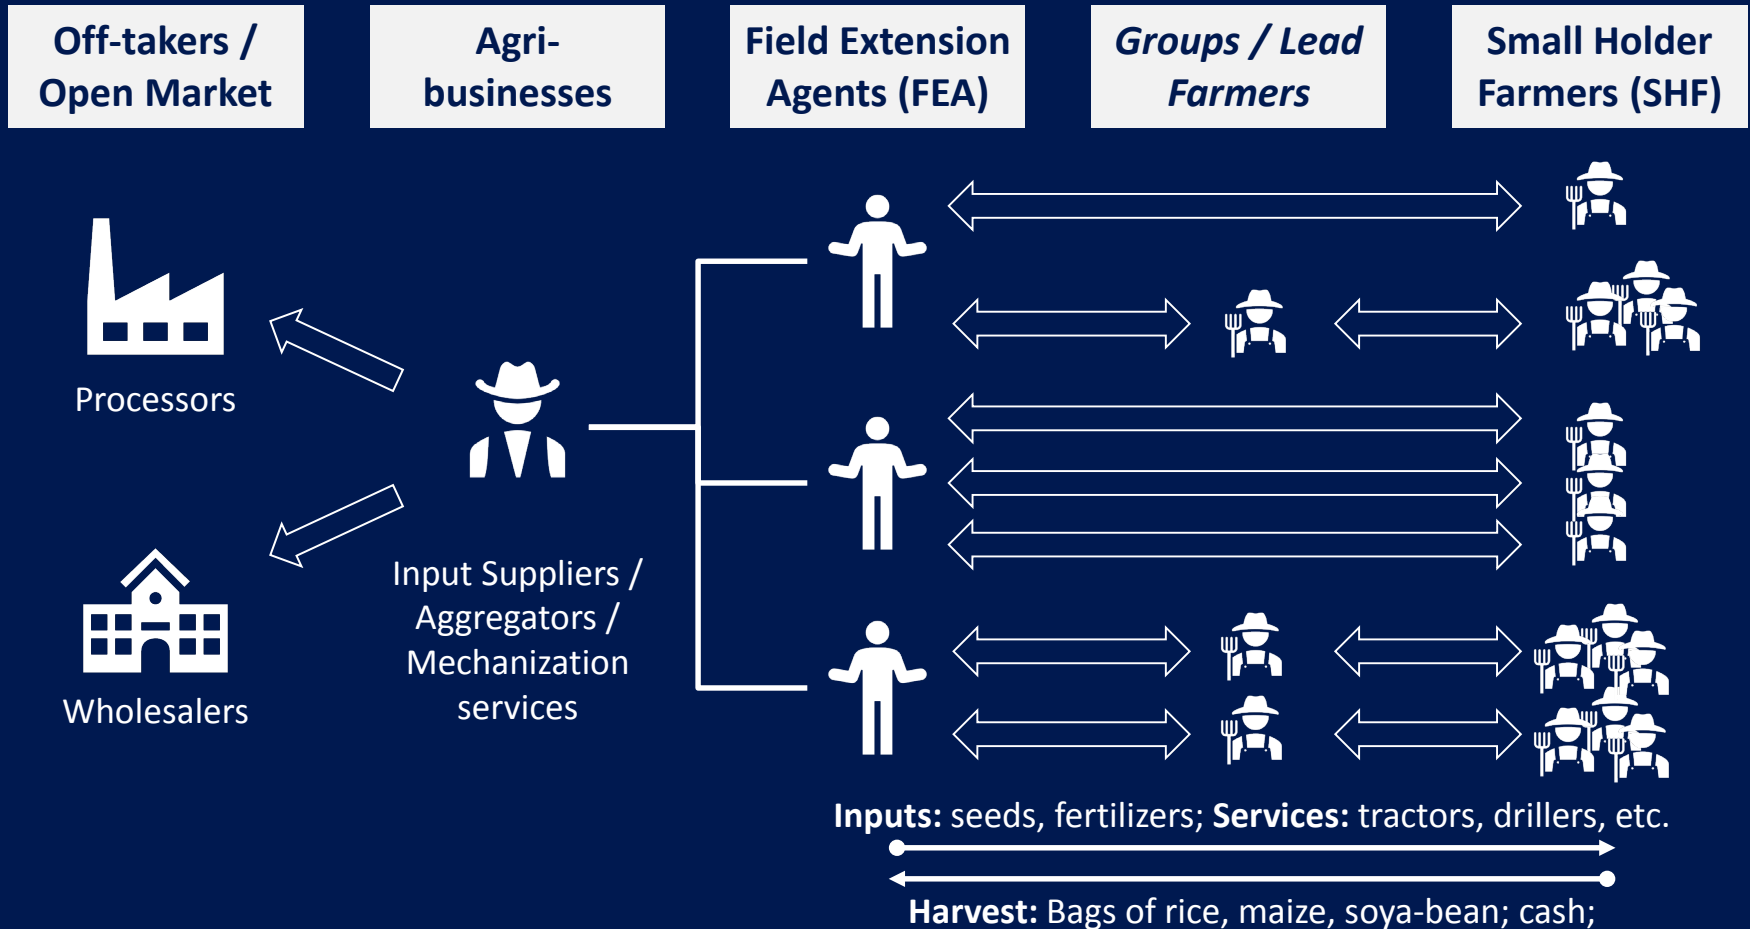 Off-takers /
Open Market
Agri-
businesses
Field Extension
Agents (FEA)
Groups / Lead
Farmers
Small Holder
Farmers (SHF)
Processors
Wholesalers
Input Suppliers /
Aggregators /
Mechanization
services
Inputs: seeds, fertilizers; Services: tractors, drillers, etc.
Harvest: Bags of rice, maize, soya-bean; cash;